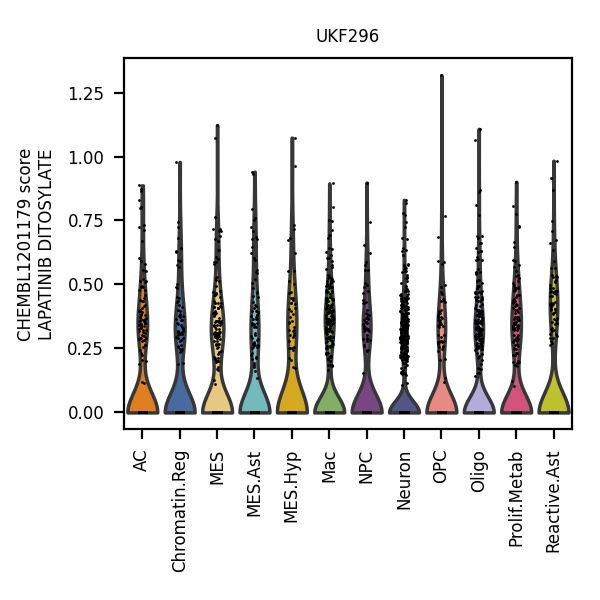 UKF296
CHEMBL1201179 score
LAPATINIB DITOSYLATE
1.25
1.00
0.75
0.50
0.25
0.00
AC
Chromatin.Reg
MES
MES.Ast
MES.Hyp
Mac
NPC
Neuron
OPC
Oligo
Prolif.Metab
Reactive.Ast